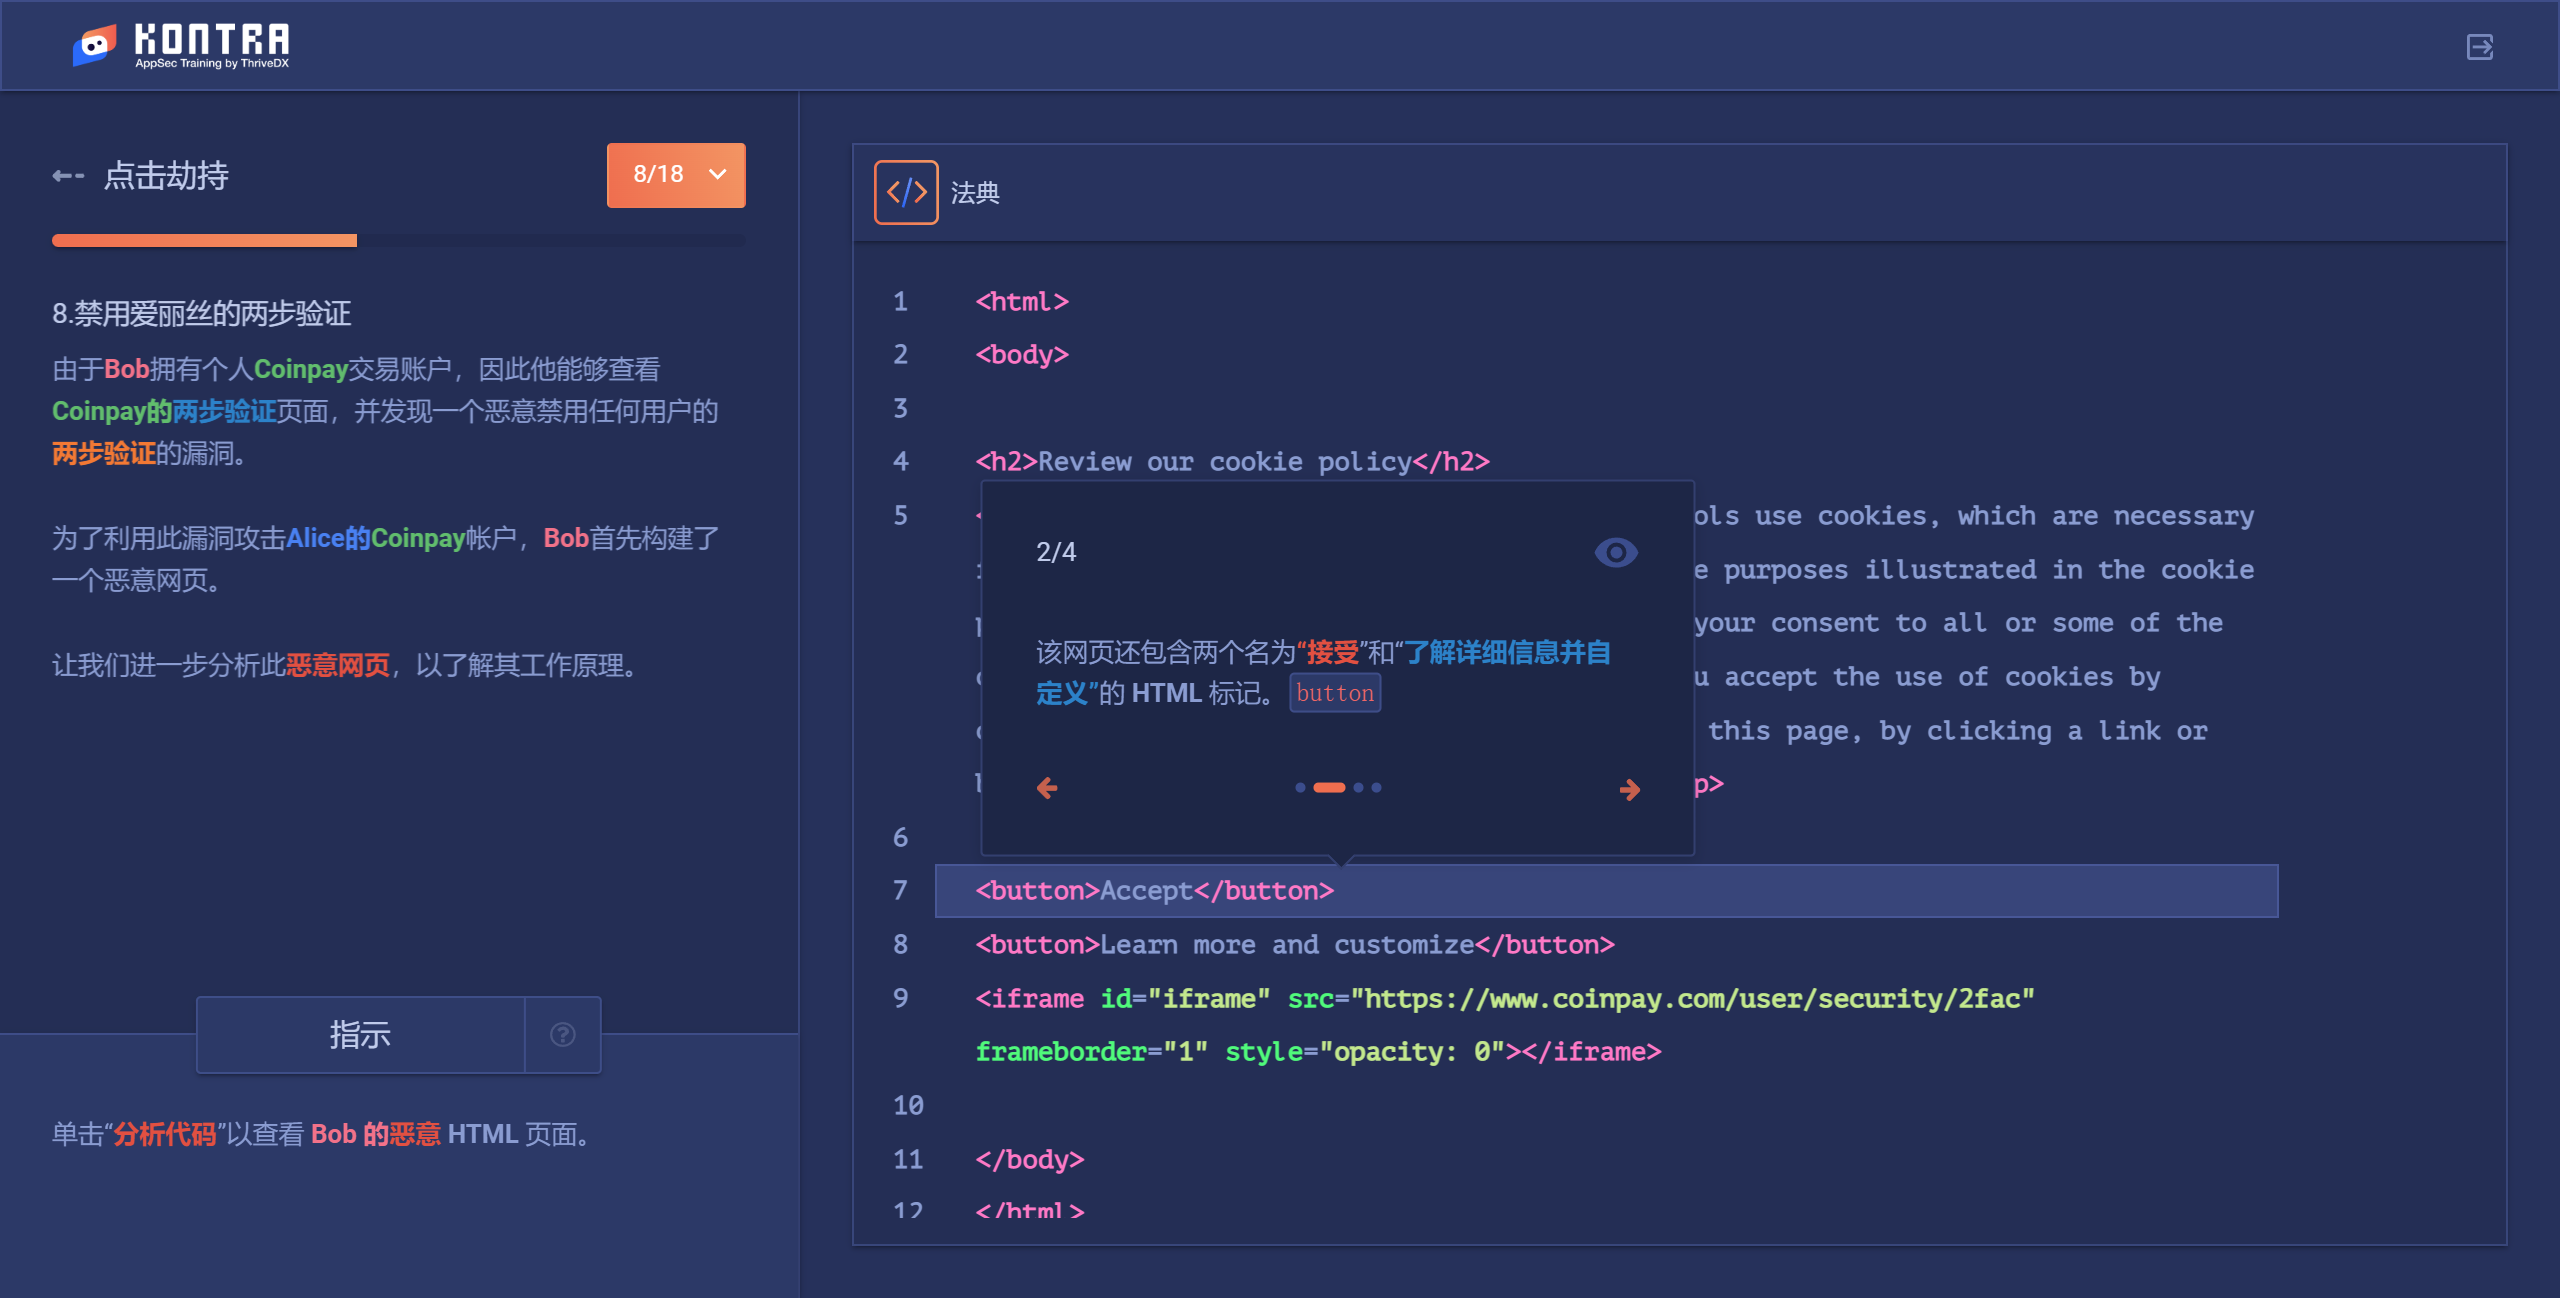 KONTRA
AppSec Training by ThriveDX
点击劫持
8/18
8.禁用爱丽丝的两步验证
由于Bob拥有个人Coinpay交易账户，因此他能够查看
Coinpay的两步验证页面，并发现一个恶意禁用任何用户的
两步验证的漏洞。
为了利用此漏洞攻击Alice的Coinpay帐户，Bob首先构建了
一个恶意网页。
让我们进一步分析此恶意网页，以了解其工作原理。
指示
单击“分析代码”以查看 Bob 的恶意 HTML 页面。
</> 法典
1 <html>
2 <body>
3
4 <h2>Review our cookie policy</h2>
5 ols use cookies, which are necessary
e purposes illustrated in the cookie
your consent to all or some of the
u accept the use of cookies by
this page, by clicking a link or
p>
2/4
该网页还包含两个名为“接受”和“了解详细信息并自
定义”的 HTML 标记。 button
6
7 <button>Accept</button>
8 <button>Learn more and customize</button>
9 <iframe id="iframe" src="https://www.coinpay.com/user/security/2fac"
frameborder="1" style="opacity: 0"></iframe>
10
11 </body>
12 </html>